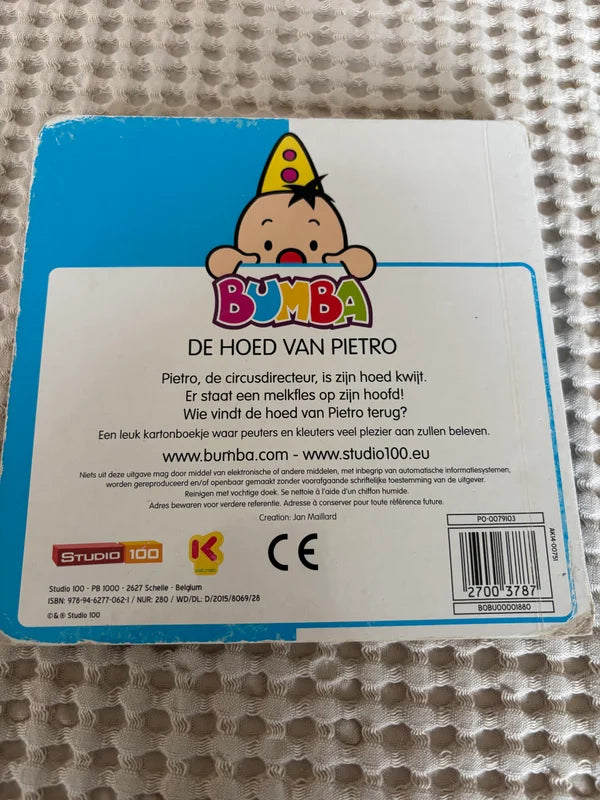 BUMBA
DE HOED VAN PIETRO
Pietro, de circusdirecteur, is zijn hoed kwijt.
Er staat een melkfles op zijn hoofd!
Wie vindt de hoed van Pietro terug?
Een leuk kartonboekje waar peuters en kleuters veel plezier aan zullen beleven.
www.bumba.com - www.studio100.eu
Niets uit deze uitgave mag door middel van elektronische of andere middelen, met inbegrip van automatische informatiesystemen,
worden gereproduceerd en/of openbaar gemaakt zonder voorafgaande schriftelijke toestemming van de uitgever.
Reinigen met vochtige doek. Se nettoie à l'aide d'un chiffon humide.
Adres bewaren voor verdere referentie. Adresse à conserver pour toute référence future.
Creation: Jan Maillard
STUDIO 100
K
CE
PO-0079103
AK14-00751
2700 3787
BOBU00001880
Studio 100 - PB 1000 - 2627 Schelle - Belgium
ISBN: 978-94-6277-062-1 / NUR: 280 / WD/DL: D/2015/8069/28
©& ® Studio 100